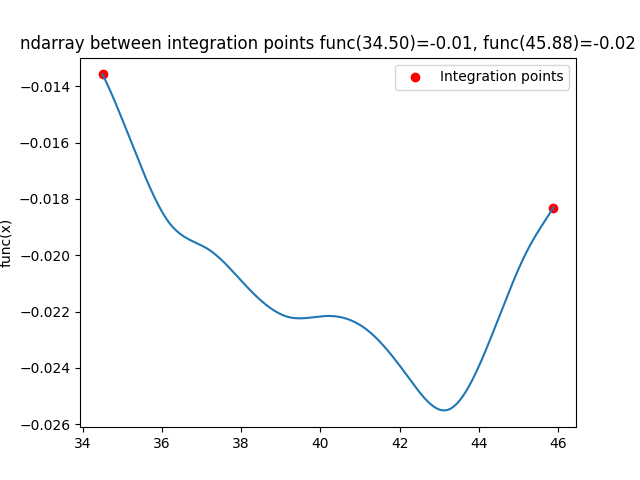 ndarray between integration points func(34.50)=-0.01, func(45.88)=-0.02
Integration points
func(x)
−0.014
−0.016
−0.018
−0.020
−0.022
−0.024
−0.026
34 36 38 40 42 44 46